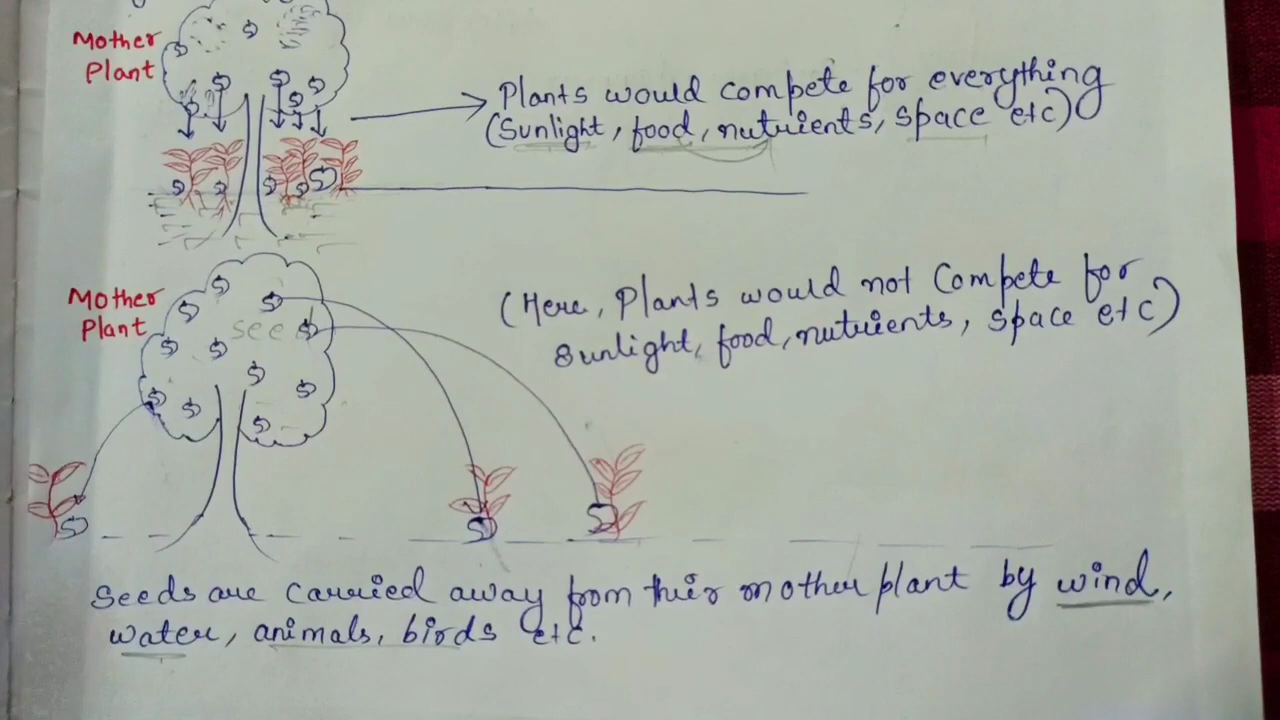 Mother
Plant
Plants would compete for everything
(Sunlight, food, nutrients, space etc)
Mother
Plant
see
(Here, Plants would not Compete for
Sunlight, food, nutrients, space etc)
Seeds are carried away from their mother plant by wind,
water, animals, birds etc.